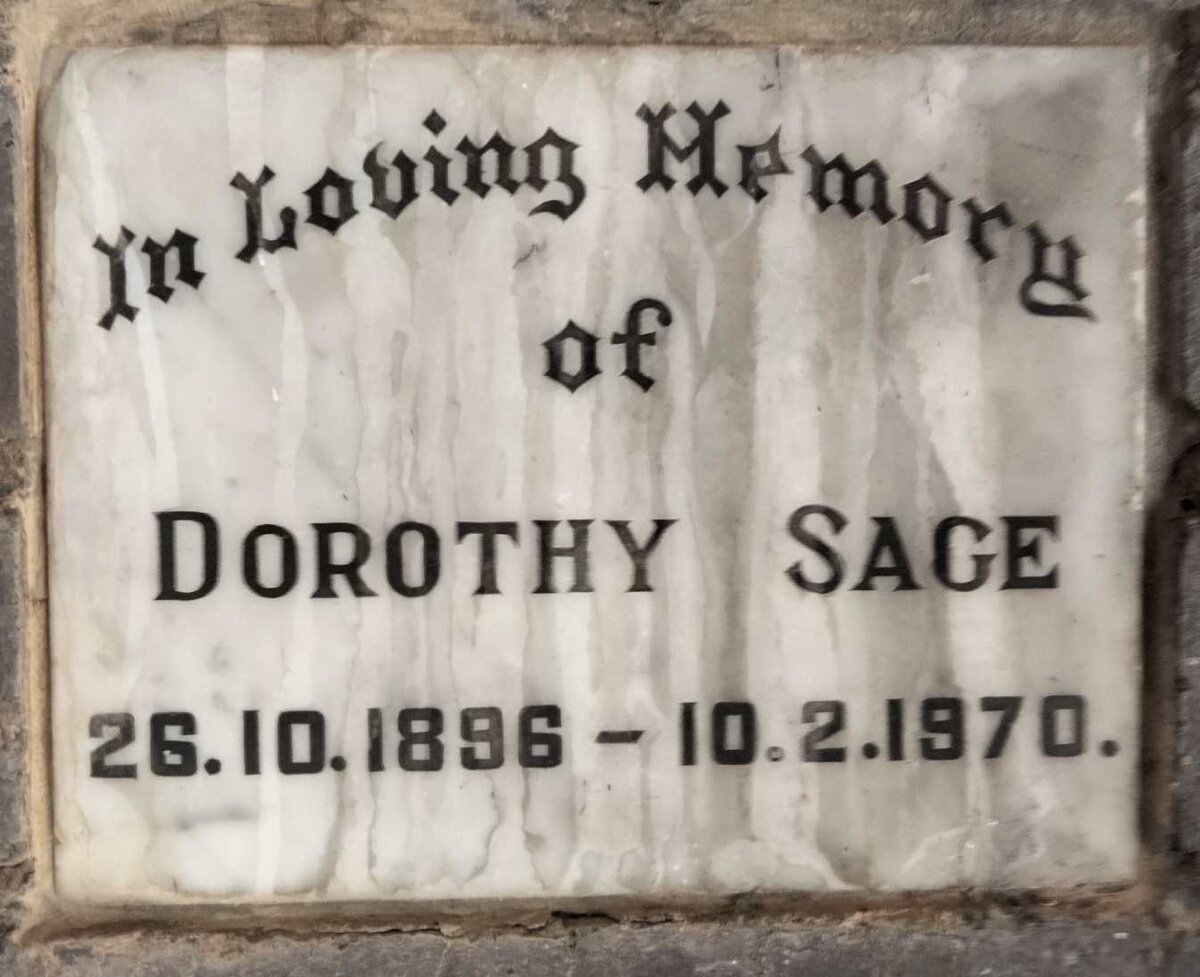 In Loving Memory
of
DOROTHY SAGE
26.10.1896 - 10.2.1970.